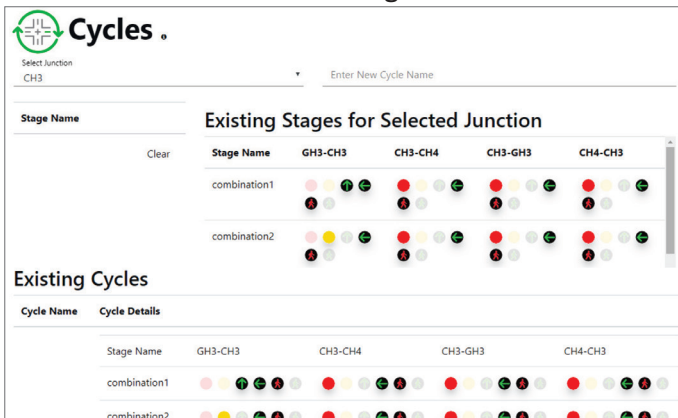 Cycles
Select Junction
CH3
Enter New Cycle Name
Stage Name
Clear
Existing Stages for Selected Junction
Stage Name GH3-CH3 CH3-CH4 CH3-GH3 CH4-CH3
combination1
combination2
Existing Cycles
Cycle Name Cycle Details
Stage Name GH3-CH3 CH3-CH4 CH3-GH3 CH4-CH3
combination1
combination2